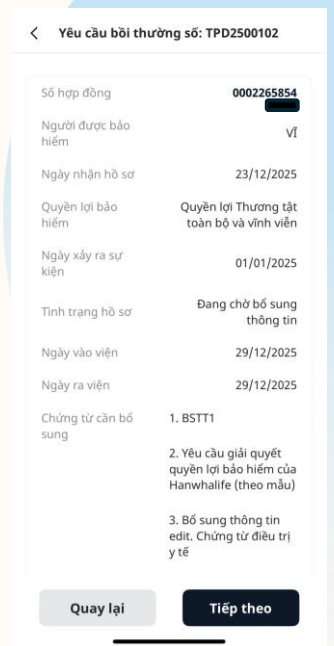 Yêu cầu bồi thường số: TPD2500102
Số hợp đồng
0002265854
Người được bảo
hiểm
VĨ
Ngày nhận hồ sơ
23/12/2025
Quyền lợi bảo
hiểm
Quyền lợi Thương tật
toàn bộ và vĩnh viễn
Ngày xảy ra sự
kiện
01/01/2025
Tình trạng hồ sơ
Đang chờ bổ sung
thông tin
Ngày vào viện
29/12/2025
Ngày ra viện
29/12/2025
Chứng từ cần bổ
sung
1. BSTT1
2. Yêu cầu giải quyết
quyền lợi bảo hiểm của
Hanwhalife (theo mẫu)
3. Bổ sung thông tin
edit. Chứng từ điều trị
y tế
Quay lại
Tiếp theo